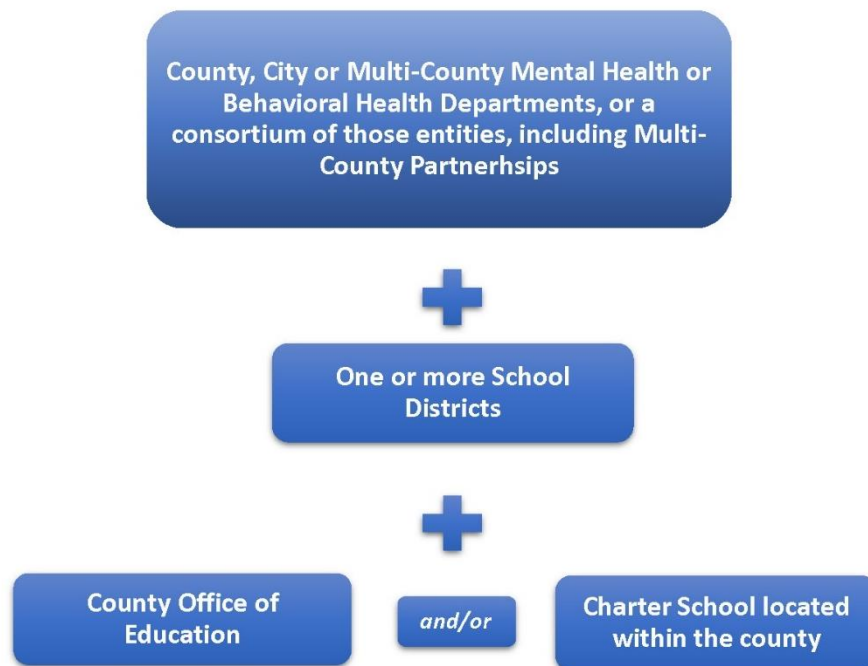 County, City or Multi-County Mental Health or
Behavioral Health Departments, or a
consortium of those entities, including Multi-
County Partnerhsips
One or more School
Districts
County Office of
Education
and/or
Charter School located
within the county